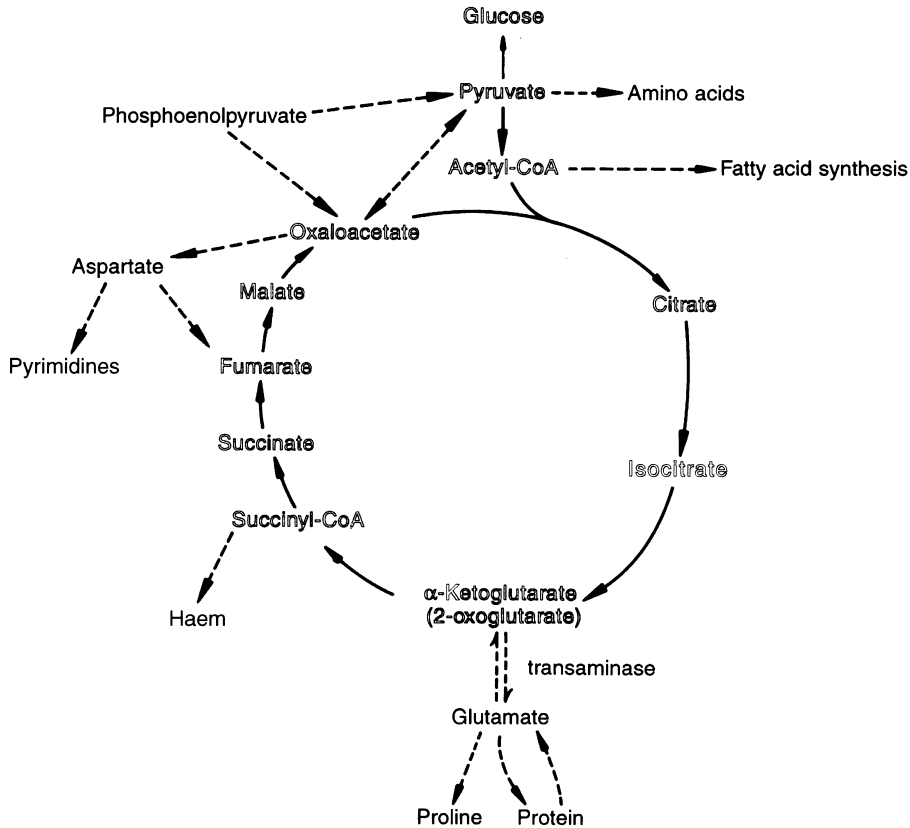 Glucose
Pyruvate
Amino acids
Phosphoenolpyruvate
Acetyl-CoA
Fatty acid synthesis
Oxaloacetate
Aspartate
Malate
Citrate
Pyrimidines
Fumarate
Succinate
Isocitrate
Succinyl-CoA
α-Ketoglutarate
(2-oxoglutarate)
Haem
transaminase
Glutamate
Proline
Protein